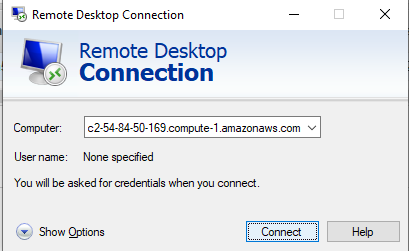 Remote Desktop Connection
Remote Desktop
Connection
Computer: c2-54-84-50-169.compute-1.amazonaws.com
User name: None specified
You will be asked for credentials when you connect.
Show Options Connect Help